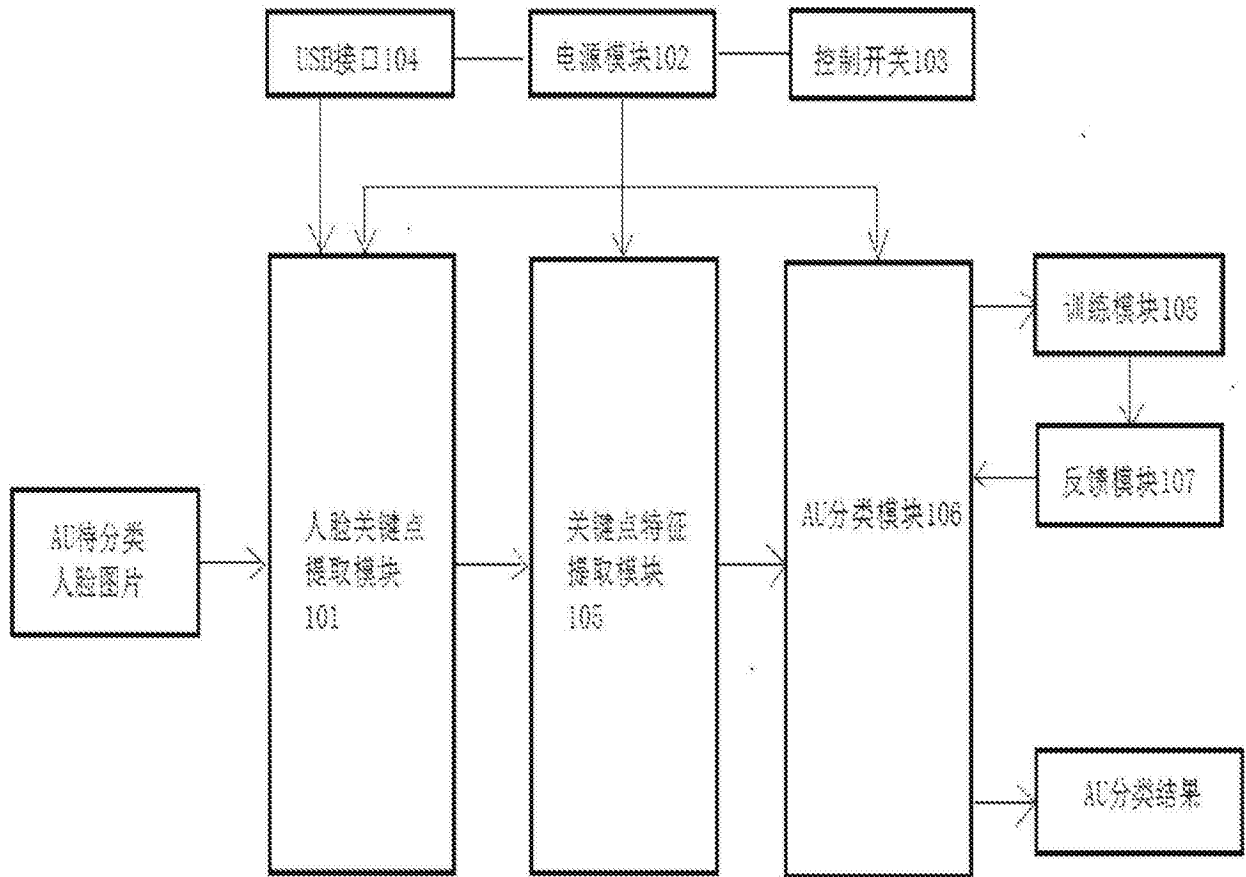 USB接口104
电源模块102
控制开关103
训练模块108
反馈模块107
AU待分类
人脸图片
人脸关键点
提取模块
101
关键点特征
提取模块
105
AU分类模块106
AU分类结果